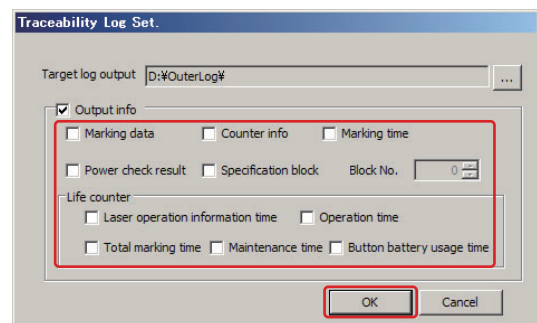 Traceability Log Set.
Target log output D:¥OuterLog¥ ...
Output info
Marking data Counter info Marking time
Power check result Specification block Block No. 0
Life counter
Laser operation information time Operation time
Total marking time Maintenance time Button battery usage time
OK Cancel